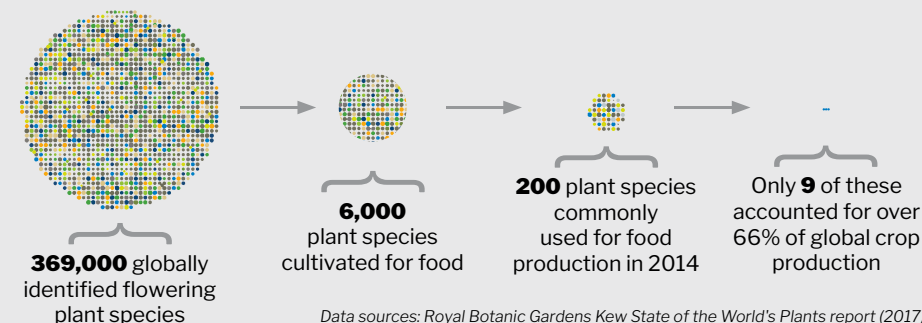 369,000 globally
identified flowering
plant species
6,000
plant species
cultivated for food
200 plant species
commonly
used for food
production in 2014
Only 9 of these
accounted for over
66% of global crop
production
Data sources: Royal Botanic Gardens Kew State of the World's Plants report (2017